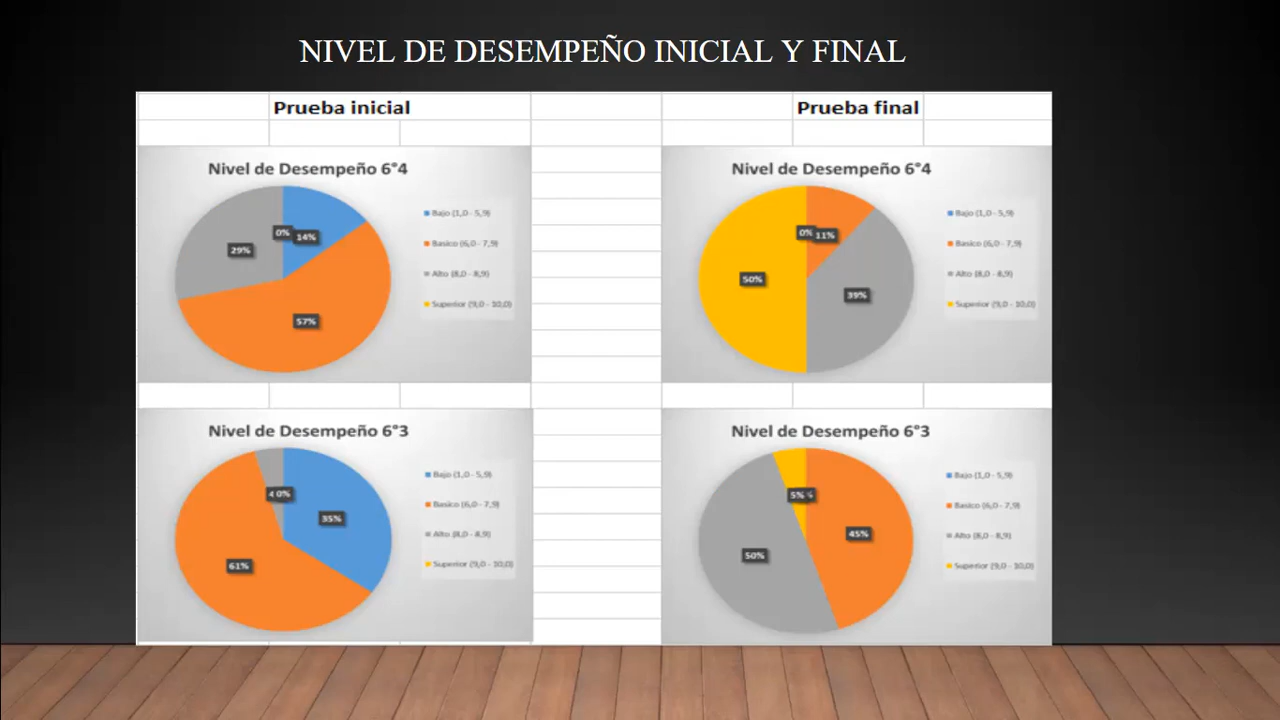 NIVEL DE DESEMPEÑO INICIAL Y FINAL
Prueba inicial
Prueba final
Nivel de Desempeño 6°4
0%
14%
29%
57%
Bajo (1,0 - 5,9)
Basico (6,0 - 7,9)
Alto (8,0 - 8,9)
Superior (9,0 - 10,0)
Nivel de Desempeño 6°4
0%
11%
50%
39%
Bajo (1,0 - 5,9)
Basico (6,0 - 7,9)
Alto (8,0 - 8,9)
Superior (9,0 - 10,0)
Nivel de Desempeño 6°3
4
0%
35%
61%
Bajo (1,0 - 5,9)
Basico (6,0 - 7,9)
Alto (8,0 - 8,9)
Superior (9,0 - 10,0)
Nivel de Desempeño 6°3
5%
45%
50%
Bajo (1,0 - 5,9)
Basico (6,0 - 7,9)
Alto (8,0 - 8,9)
Superior (9,0 - 10,0)